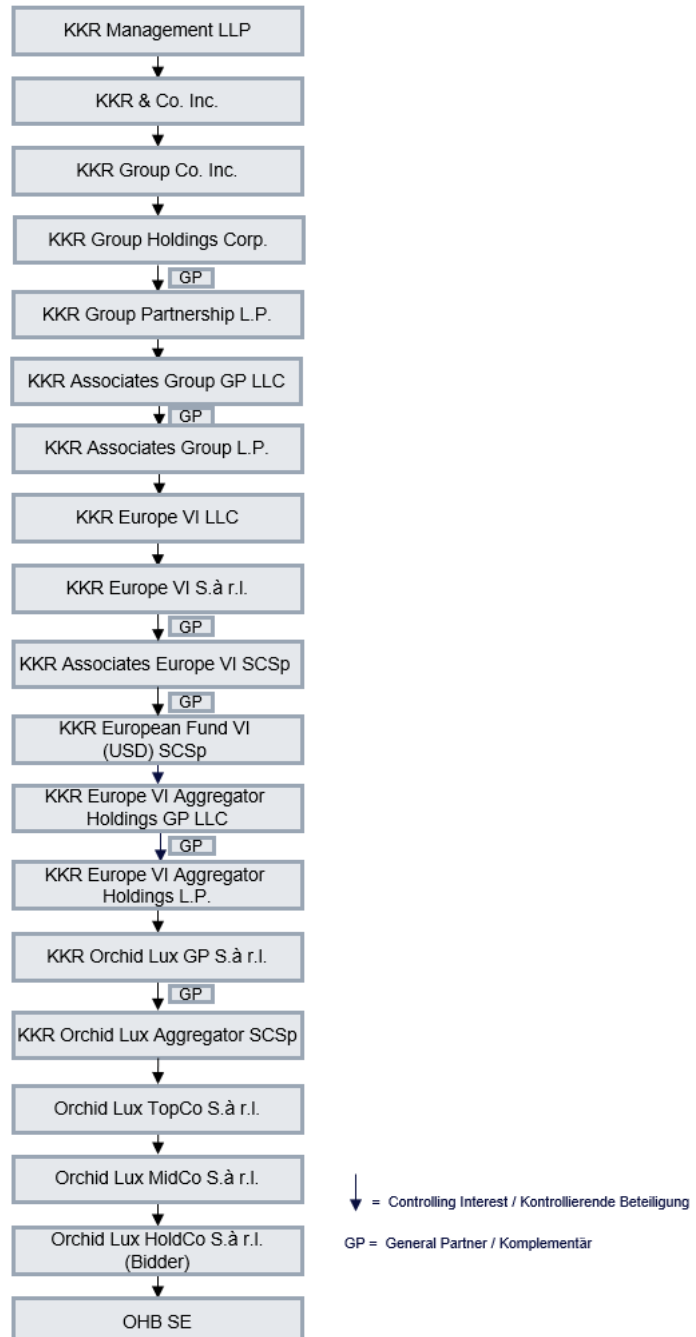 KKR Management LLP
KKR & Co. Inc.
KKR Group Co. Inc.
KKR Group Holdings Corp.
GP
KKR Group Partnership L.P.
KKR Associates Group GP LLC
GP
KKR Associates Group L.P.
KKR Europe VI LLC
KKR Europe VI S.à r.l.
GP
KKR Associates Europe VI SCSp
GP
KKR European Fund VI
(USD) SCSp
KKR Europe VI Aggregator
Holdings GP LLC
GP
KKR Europe VI Aggregator
Holdings L.P.
KKR Orchid Lux GP S.à r.l.
GP
KKR Orchid Lux Aggregator SCSp
Orchid Lux TopCo S.à r.l.
Orchid Lux MidCo S.à r.l.
Orchid Lux HoldCo S.à r.l.
(Bidder)
OHB SE
= Controlling Interest / Kontrollierende Beteiligung
GP = General Partner / Komplementär